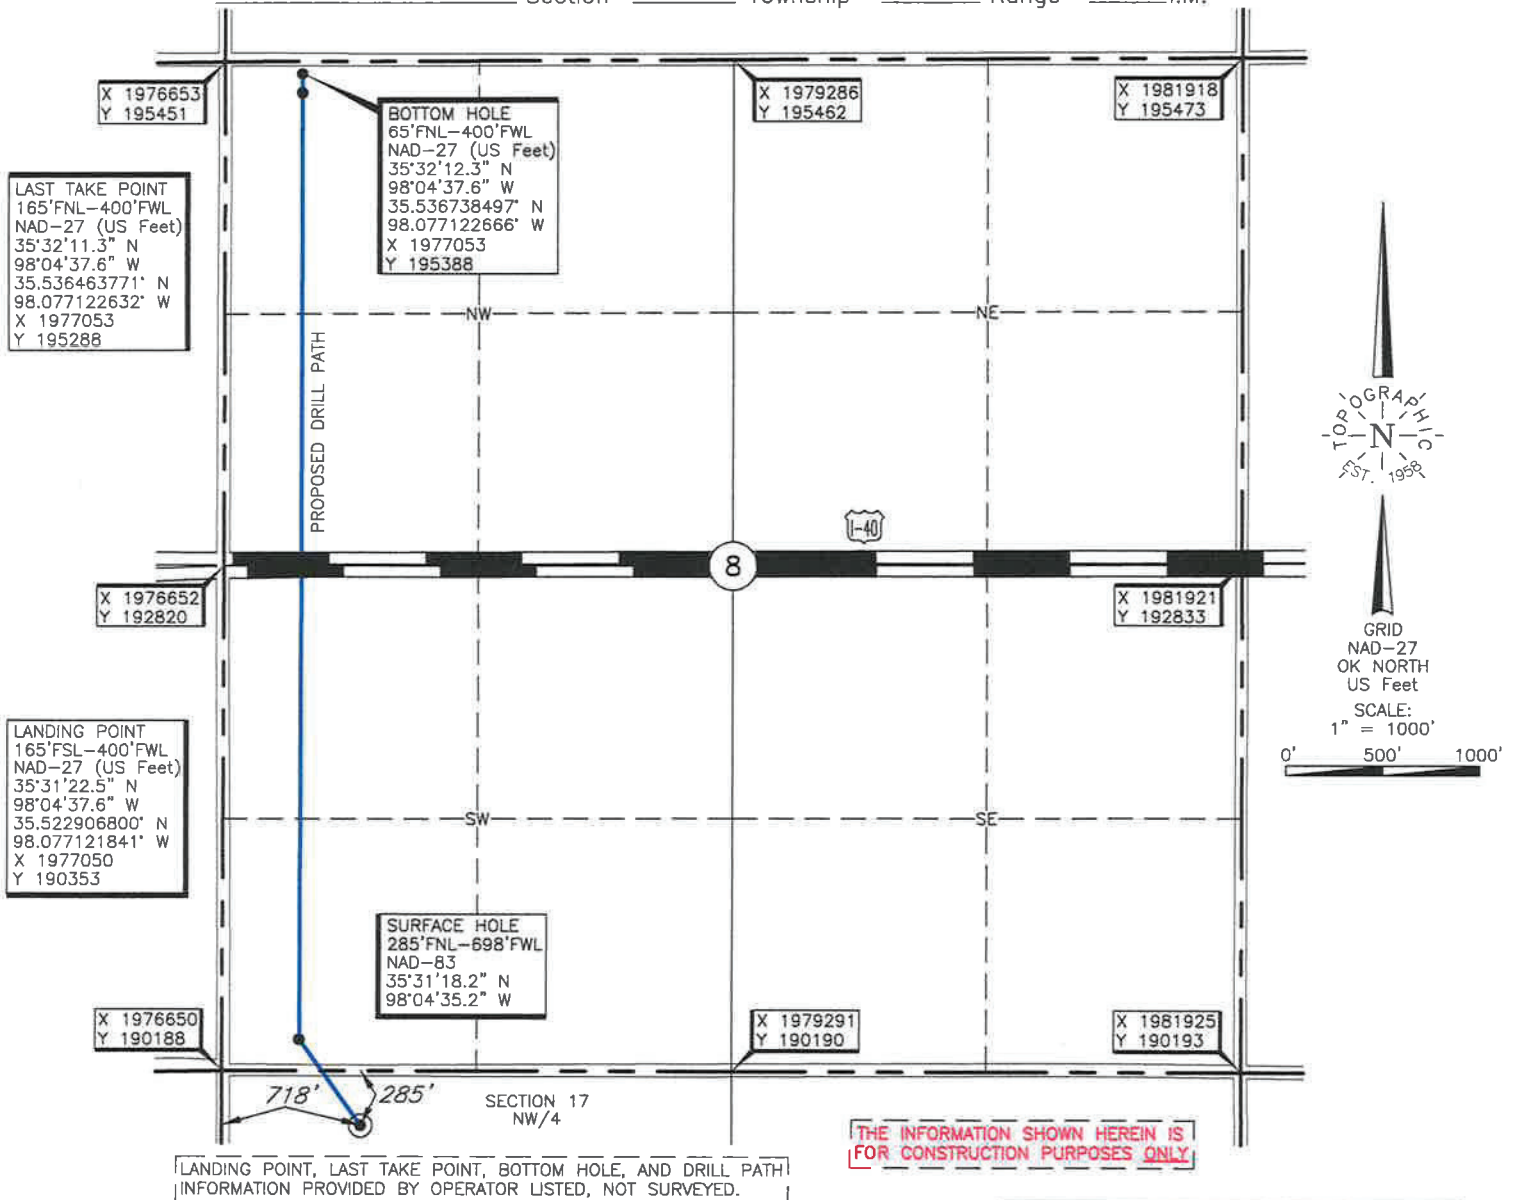 Section Township Range I.M.
X 1976653
Y 195451
BOTTOM HOLE
65'FNL-400'FWL
NAD-27 (US Feet)
35°32'12.3" N
98°04'37.6" W
35.536738497° N
98.077122666° W
X 1977053
Y 195388
X 1979286
Y 195462
X 1981918
Y 195473
LAST TAKE POINT
165'FNL-400'FWL
NAD-27 (US Feet)
35°32'11.3" N
98°04'37.6" W
35.536463771° N
98.077122632° W
X 1977053
Y 195288
NW
NE
PROPOSED DRILL PATH
TOPOGRAPHIC
N
EST. 1958
I-40
8
X 1976652
Y 192820
X 1981921
Y 192833
GRID
NAD-27
OK NORTH
US Feet
SCALE:
1" = 1000'
0' 500' 1000'
LANDING POINT
165'FSL-400'FWL
NAD-27 (US Feet)
35°31'22.5" N
98°04'37.6" W
35.522906800° N
98.077121841° W
X 1977050
Y 190353
SW
SE
SURFACE HOLE
285'FNL-698'FWL
NAD-83
35°31'18.2" N
98°04'35.2" W
X 1976650
Y 190188
X 1979291
Y 190190
X 1981925
Y 190193
718' 285'
SECTION 17
NW/4
THE INFORMATION SHOWN HEREIN IS
FOR CONSTRUCTION PURPOSES ONLY
LANDING POINT, LAST TAKE POINT, BOTTOM HOLE, AND DRILL PATH
INFORMATION PROVIDED BY OPERATOR LISTED, NOT SURVEYED.